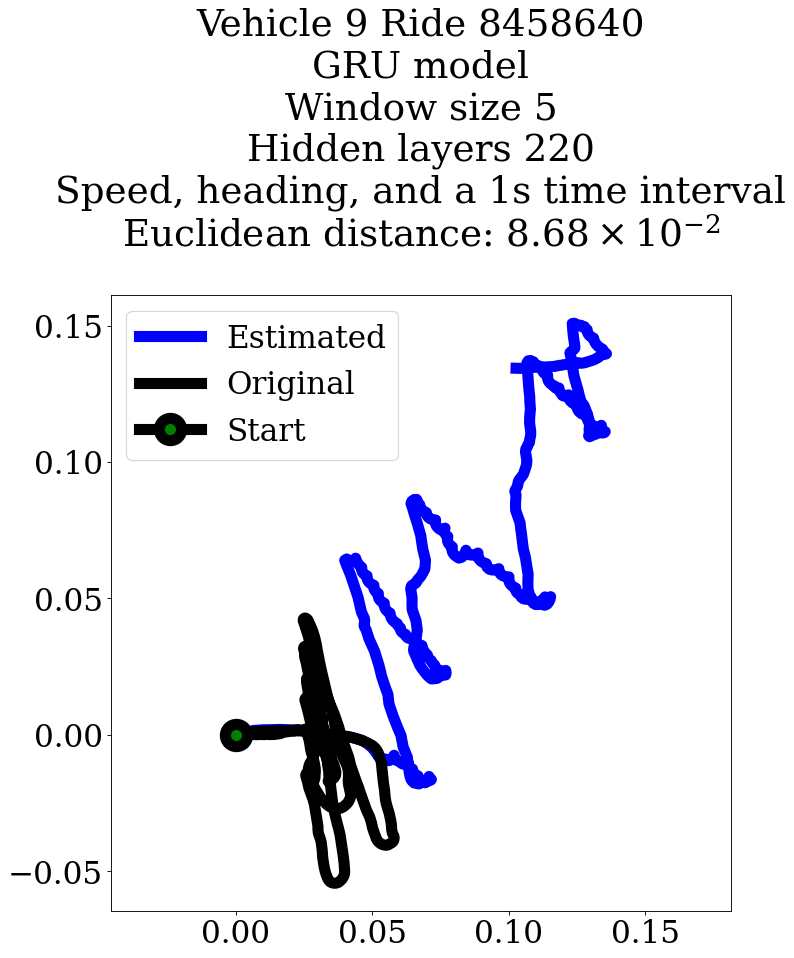 Vehicle 9 Ride 8458640
GRU model
Window size 5
Hidden layers 220
Speed, heading, and a 1s time interval
Euclidean distance: 8.68 × 10⁻²
Estimated
Original
Start
0.15
0.10
0.05
0.00
−0.05
0.00 0.05 0.10 0.15